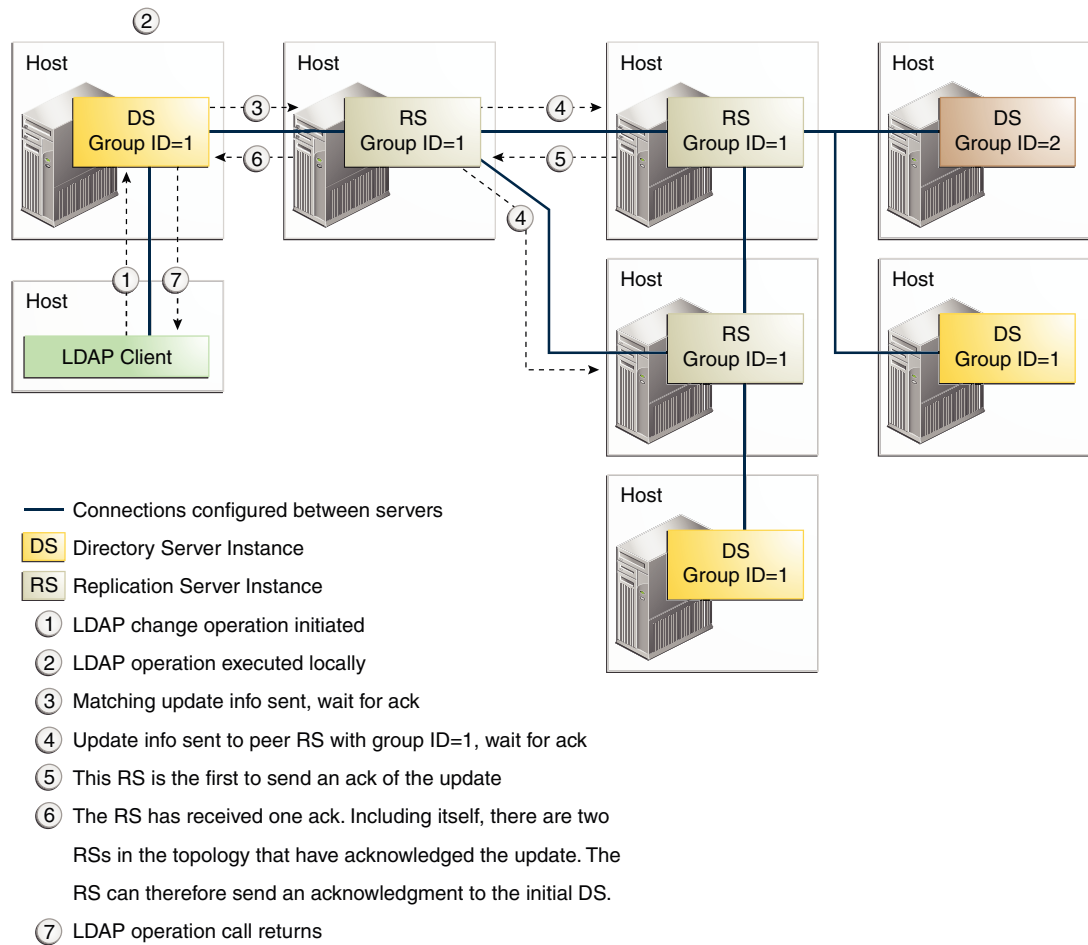 2
Host
DS
Group ID=1
3
6
Host
RS
Group ID=1
4
5
4
Host
RS
Group ID=1
Host
DS
Group ID=2
1
7
Host
LDAP Client
Host
RS
Group ID=1
Host
DS
Group ID=1
Host
DS
Group ID=1
Connections configured between servers
DS Directory Server Instance
RS Replication Server Instance
1 LDAP change operation initiated
2 LDAP operation executed locally
3 Matching update info sent, wait for ack
4 Update info sent to peer RS with group ID=1, wait for ack
5 This RS is the first to send an ack of the update
6 The RS has received one ack. Including itself, there are two
RSs in the topology that have acknowledged the update. The
RS can therefore send an acknowledgment to the initial DS.
7 LDAP operation call returns